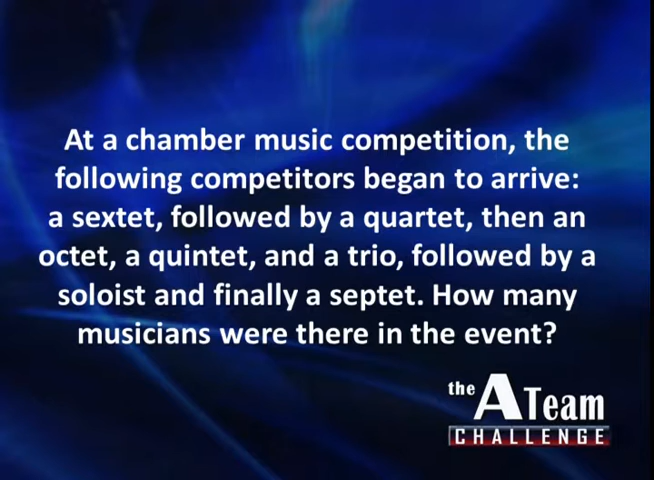 At a chamber music competition, the
following competitors began to arrive:
a sextet, followed by a quartet, then an
octet, a quintet, and a trio, followed by a
soloist and finally a septet. How many
musicians were there in the event?
the A Team
CHALLENGE